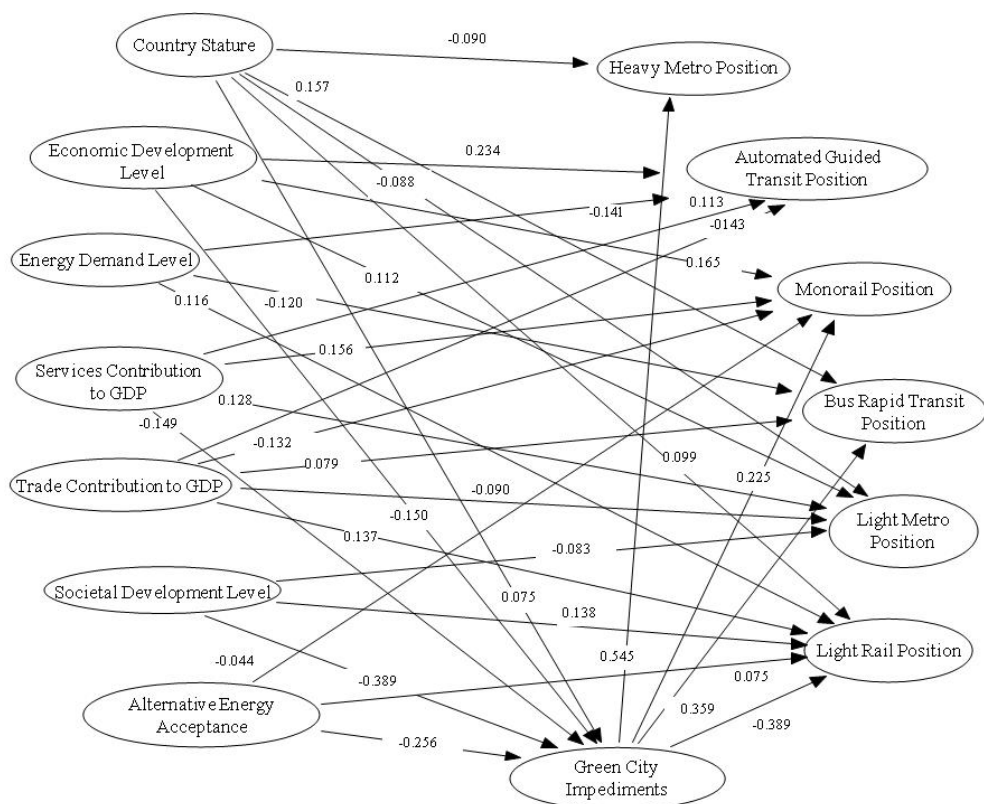 Country Stature
-0.090
Heavy Metro Position
0.157
Economic Development
Level
0.234
Automated Guided
Transit Position
-0.088
0.113
-0.141
-0143
Energy Demand Level
0.165
0.112
Monorail Position
0.116
-0.120
0.156
Services Contribution
to GDP
0.128
Bus Rapid Transit
Position
-0.149
-0.132
0.079
0.099
Trade Contribution to GDP
0.225
-0.090
-0.150
Light Metro
Position
0.137
-0.083
Societal Development Level
0.075
0.138
Light Rail Position
-0.044
0.545
-0.389
0.075
Alternative Energy
Acceptance
0.359
-0.389
-0.256
Green City
Impediments